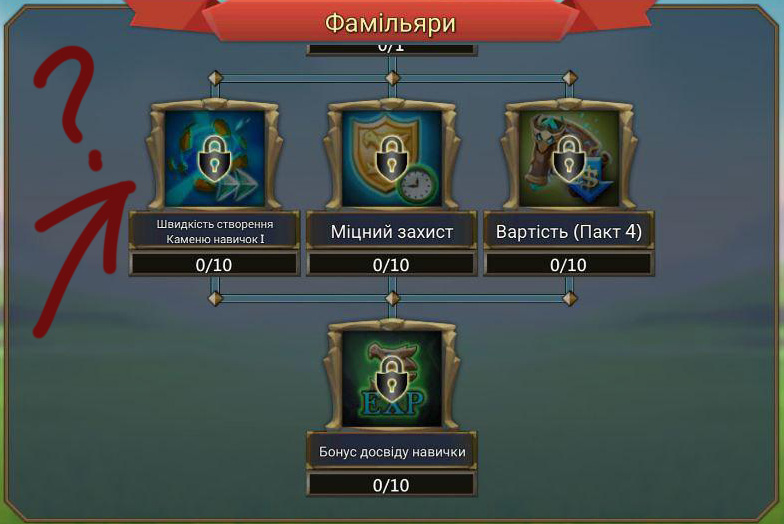 Фамільяри
0/1
Швидкість створення
Каменю навичок I
Міцний захист
Вартість (Пакт 4)
0/10
0/10
0/10
EXP
Бонус досвіду навички
0/10
?
$